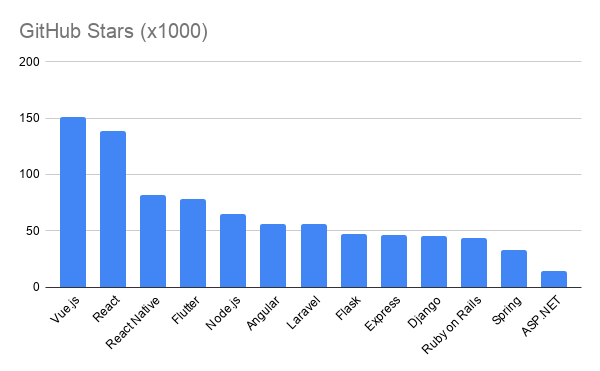 GitHub Stars (x1000)
200
150
100
50
0
Vue.js
React
React Native
Flutter
Node.js
Angular
Laravel
Flask
Express
Django
Ruby on Rails
Spring
ASP.NET